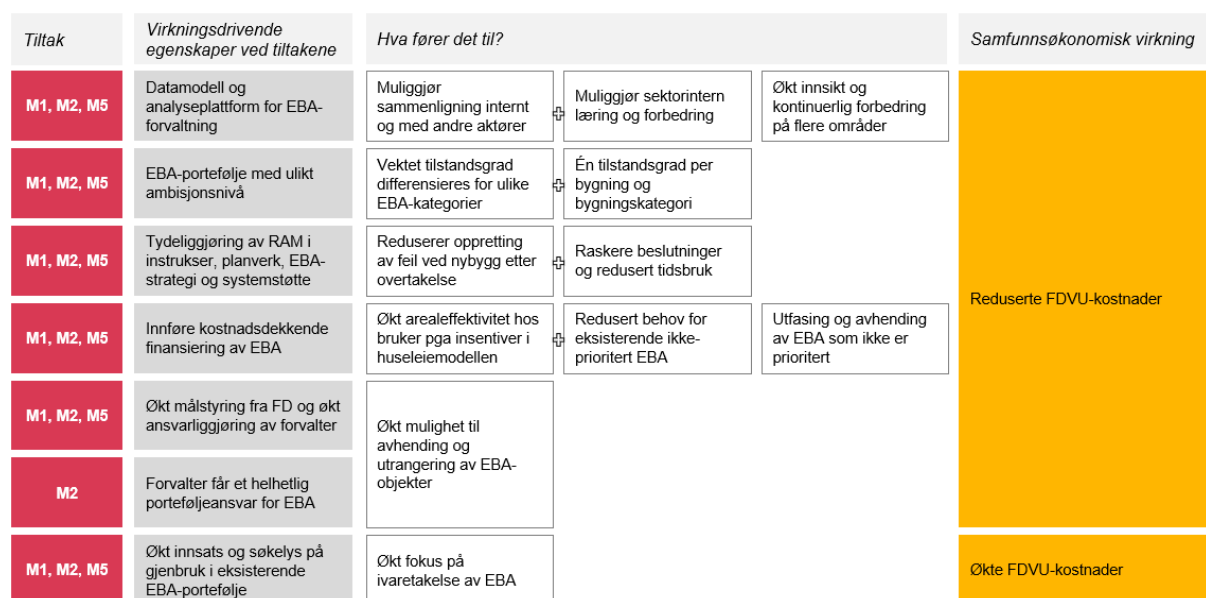 Tiltak
Virkningsdrivende
egenskaper ved tiltakene
Hva fører det til?
Samfunnsøkonomisk virkning
M1, M2, M5
Datamodell og
analyseplattform for EBA-
forvaltning
Muliggjør
sammenligning internt
og med andre aktører
Muliggjør sektorintern
læring og forbedring
Økt innsikt og
kontinuerlig forbedring
på flere områder
M1, M2, M5
EBA-portefølje med ulikt
ambisjonsnivå
Vektet tilstandsgrad
differensieres for ulike
EBA-kategorier
Én tilstandsgrad per
bygning og
bygningskategori
M1, M2, M5
Tydeliggjøring av RAM i
instrukser, planverk, EBA-
strategi og systemstøtte
Reduserer oppretting
av feil ved nybygg etter
overtakelse
Raskere beslutninger
og redusert tidsbruk
Reduserte FDVU-kostnader
M1, M2, M5
Innføre kostnadsdekkende
finansiering av EBA
Økt arealeffektivitet hos
bruker pga insentiver i
huseleiemodellen
Redusert behov for
eksisterende ikke-
prioritert EBA
Utfasing og avhending
av EBA som ikke er
prioritert
M1, M2, M5
Økt målstyring fra FD og økt
ansvarliggjøring av forvalter
Økt mulighet til
avhending og
utrangering av EBA-
objekter
M2
Forvalter får et helhetlig
porteføljeansvar for EBA
M1, M2, M5
Økt innsats og søkelys på
gjenbruk i eksisterende
EBA-portefølje
Økt fokus på
ivaretakelse av EBA
Økte FDVU-kostnader